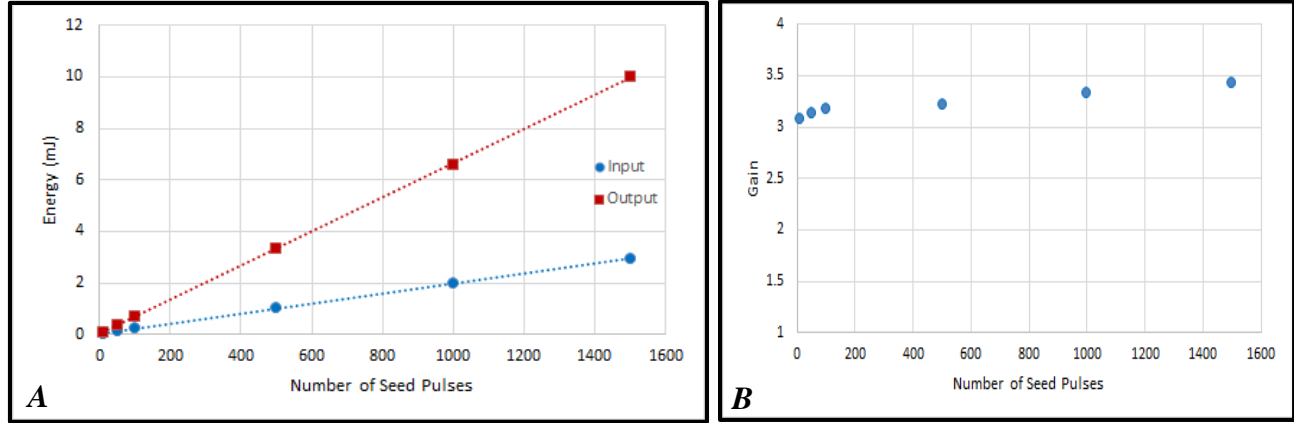 12
10
8
6
4
2
0
Energy (mJ)
Input
Output
0 200 400 600 800 1000 1200 1400 1600
Number of Seed Pulses
A
4
3.5
3
2.5
2
1.5
1
Gain
0 200 400 600 800 1000 1200 1400 1600
Number of Seed Pulses
B